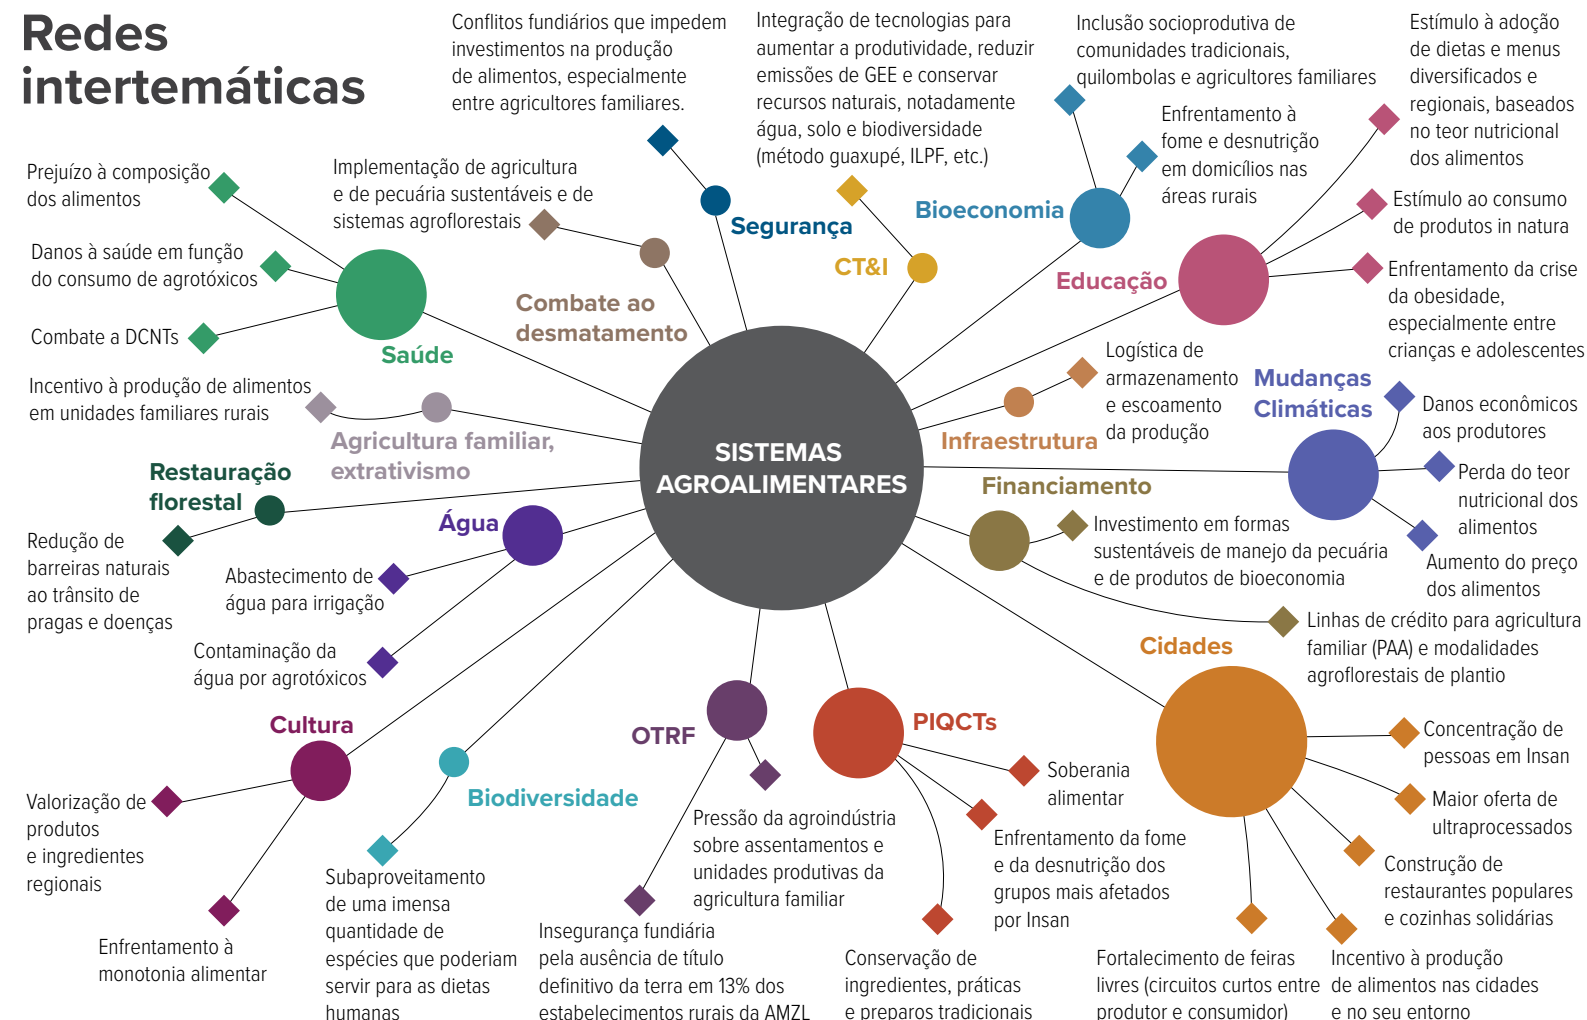 Redes
intertemáticas
Conflitos fundiários que impedem
investimentos na produção
de alimentos, especialmente
entre agricultores familiares.
Integração de tecnologias para
aumentar a produtividade, reduzir
emissões de GEE e conservar
recursos naturais, notadamente
água, solo e biodiversidade
(método guaxupé, ILPF, etc.)
Inclusão socioprodutiva de
comunidades tradicionais,
quilombolas e agricultores familiares
Estímulo à adoção
de dietas e menus
diversificados e
regionais, baseados
no teor nutricional
dos alimentos
Enfrentamento à
fome e desnutrição
em domicílios nas
áreas rurais
Prejuízo à composição
dos alimentos
Implementação de agricultura
e de pecuária sustentáveis e de
sistemas agroflorestais
Segurança
Bioeconomia
Estímulo ao consumo
de produtos in natura
Danos à saúde em função
do consumo de agrotóxicos
CT&I
Educação
Enfrentamento da crise
da obesidade,
especialmente entre
crianças e adolescentes
Combate ao
desmatamento
Combate a DCNTs
Saúde
Logística de
armazenamento
e escoamento
da produção
Mudanças
Climáticas
Incentivo à produção de alimentos
em unidades familiares rurais
Agricultura familiar,
extrativismo
Infraestrutura
Danos econômicos
aos produtores
SISTEMAS
AGROALIMENTARES
Restauração
florestal
Financiamento
Perda do teor
nutricional dos
alimentos
Água
Investimento em formas
sustentáveis de manejo da pecuária
e de produtos de bioeconomia
Redução de
barreiras naturais
ao trânsito de
pragas e doenças
Abastecimento de
água para irrigação
Aumento do preço
dos alimentos
Linhas de crédito para agricultura
familiar (PAA) e modalidades
agroflorestais de plantio
Contaminação da
água por agrotóxicos
Cidades
Cultura
OTRF
PIQCTs
Concentração de
pessoas em Insan
Biodiversidade
Soberania
alimentar
Valorização de
produtos
e ingredientes
regionais
Maior oferta de
ultraprocessados
Pressão da agroindústria
sobre assentamentos e
unidades produtivas da
agricultura familiar
Enfrentamento da fome
e da desnutrição dos
grupos mais afetados
por Insan
Construção de
restaurantes populares
e cozinhas solidárias
Subaproveitamento
de uma imensa
quantidade de
espécies que poderiam
servir para as dietas
humanas
Enfrentamento à
monotonia alimentar
Insegurança fundiária
pela ausência de título
definitivo da terra em 13% dos
estabelecimentos rurais da AMZL
Conservação de
ingredientes, práticas
e preparos tradicionais
Fortalecimento de feiras
livres (circuitos curtos entre
produtor e consumidor)
Incentivo à produção
de alimentos nas cidades
e no seu entorno